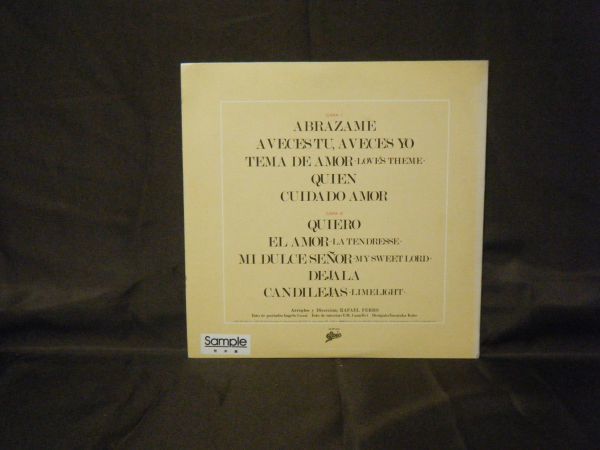 ABRAZAME
A VECES TU, A VECES YO
TEMA DE AMOR -LOVE'S THEME-
QUIEN
CUIDADO AMOR
QUIERO
EL AMOR -LA TENDRESSE-
MI DULCE SEÑOR -MY SWEET LORD-
DEJALA
CANDILEJAS -LIMELIGHT-
Arreglos y Dirección: RAFAEL FERRO
Sample
Epic